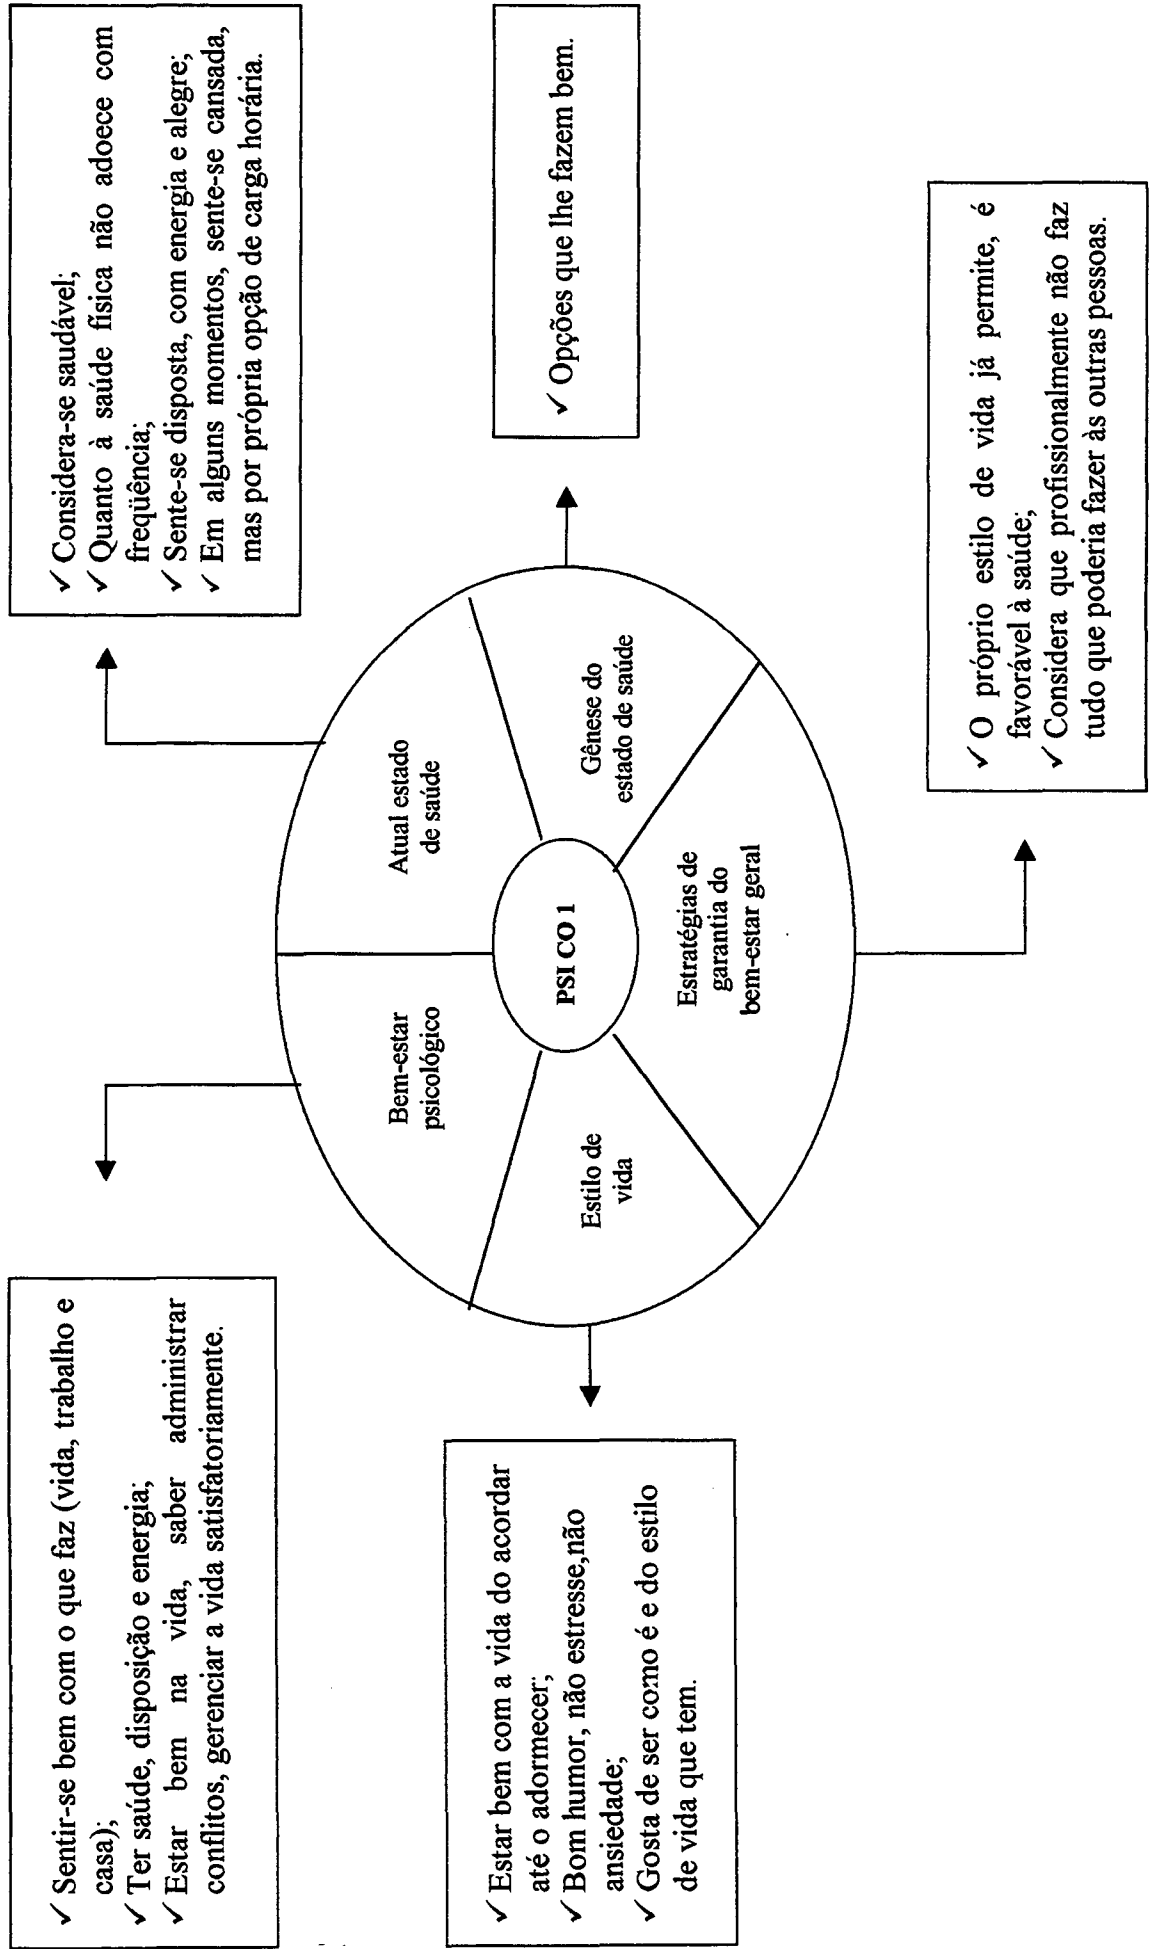 ✓ Sentir-se bem com o que faz (vida, trabalho e
casa);
✓ Ter saúde, disposição e energia;
✓ Estar bem na vida, saber administrar
conflitos, gerenciar a vida satisfatoriamente.
✓ Considera-se saudável;
✓ Quanto à saúde física não adoece com
freqüência;
✓ Sente-se disposta, com energia e alegre;
✓ Em alguns momentos, sente-se cansada,
mas por própria opção de carga horária.
Bem-estar
psicológico
Atual estado
de saúde
PSI CO 1
Estilo de
vida
Gênese do
estado de saúde
Estratégias de
garantia do
bem-estar geral
✓ Estar bem com a vida do acordar
até o adormecer;
✓ Bom humor, não estresse,não
ansiedade;
✓ Gosta de ser como é e do estilo
de vida que tem.
✓ Opções que lhe fazem bem.
✓ O próprio estilo de vida já permite, é
favorável à saúde;
✓ Considera que profissionalmente não faz
tudo que poderia fazer às outras pessoas.